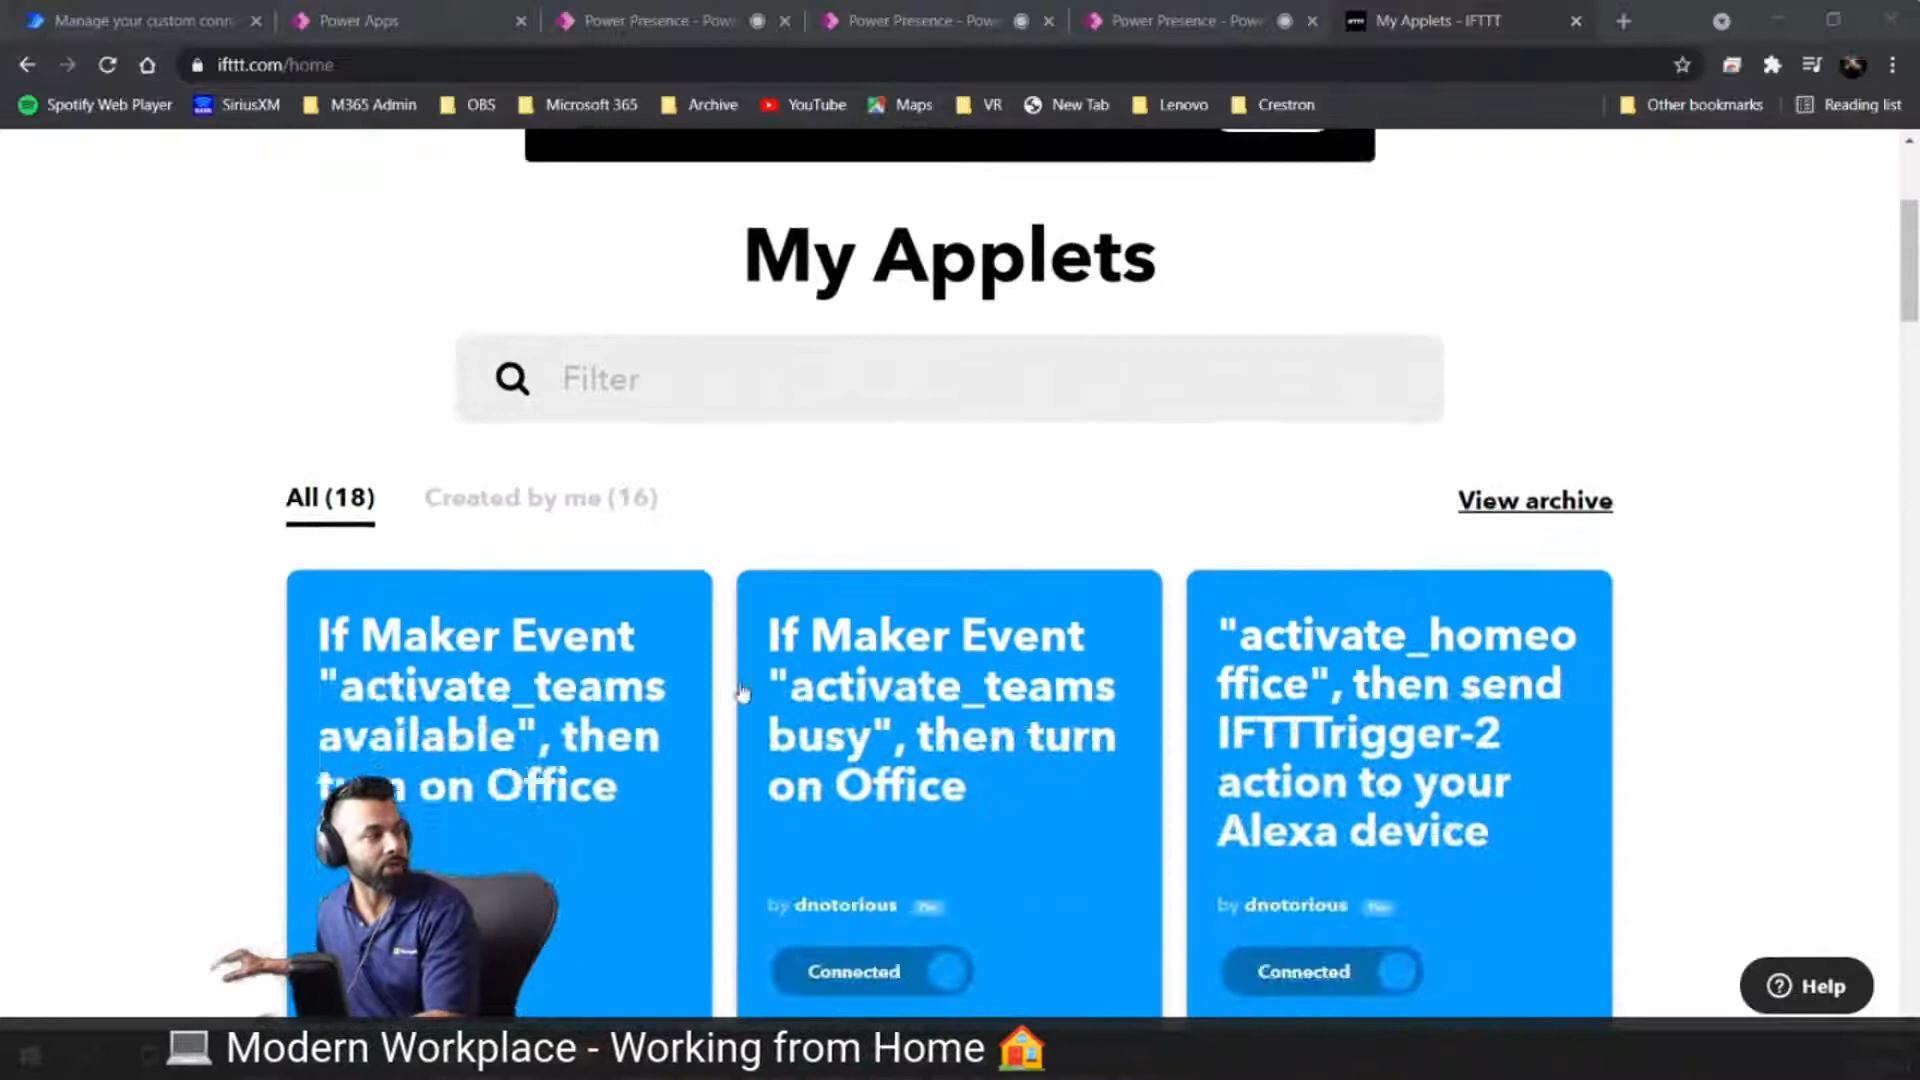 Manage your custom conn
Power Apps
Power Presence - Pow
Power Presence - Pow
Power Presence - Pow
My Applets - IFTTT
ifttt.com/home
Spotify Web Player
SiriusXM
M365 Admin
OBS
Microsoft 365
Archive
YouTube
Maps
VR
New Tab
Lenovo
Crestron
Other bookmarks
Reading list
My Applets
Filter
All (18)
Created by me (16)
View archive
If Maker Event
"activate_teams
available", then
turn on Office
If Maker Event
"activate_teams
busy", then turn
on Office
by dnotorious
Connected
"activate_homeo
ffice", then send
IFTTTrigger-2
action to your
Alexa device
by dnotorious
Connected
Help
Modern Workplace - Working from Home